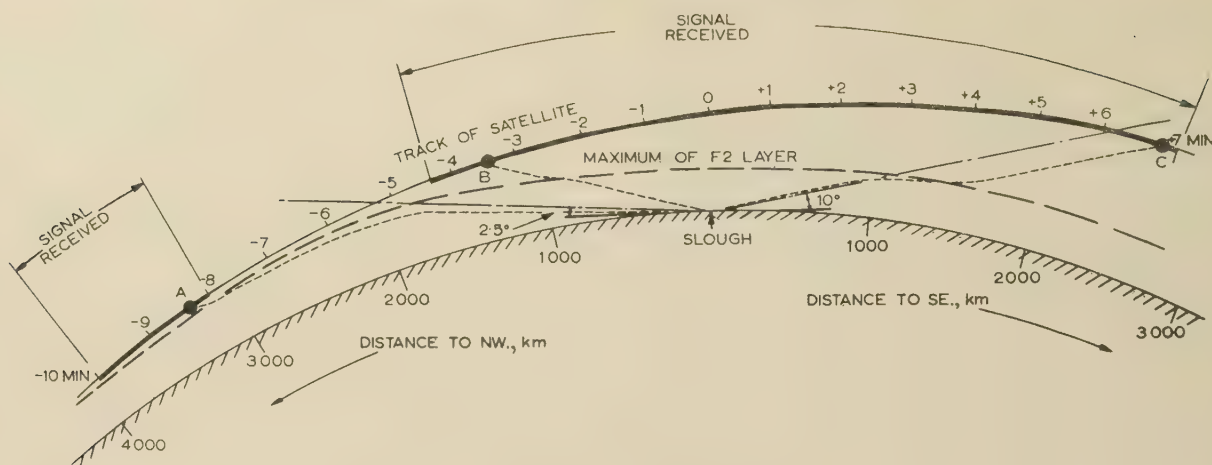 SIGNAL
RECEIVED
SIGNAL
RECEIVED
TRACK OF SATELLITE
-10 MIN
-9
-8
-7
-6
-5
-4
-3
-2
-1
0
+1
+2
+3
+4
+5
+6
+7 MIN
A
B
C
MAXIMUM OF F2 LAYER
2·5°
10°
SLOUGH
4000
3000
2000
1000
1000
2000
3000
DISTANCE TO NW., km
DISTANCE TO SE., km